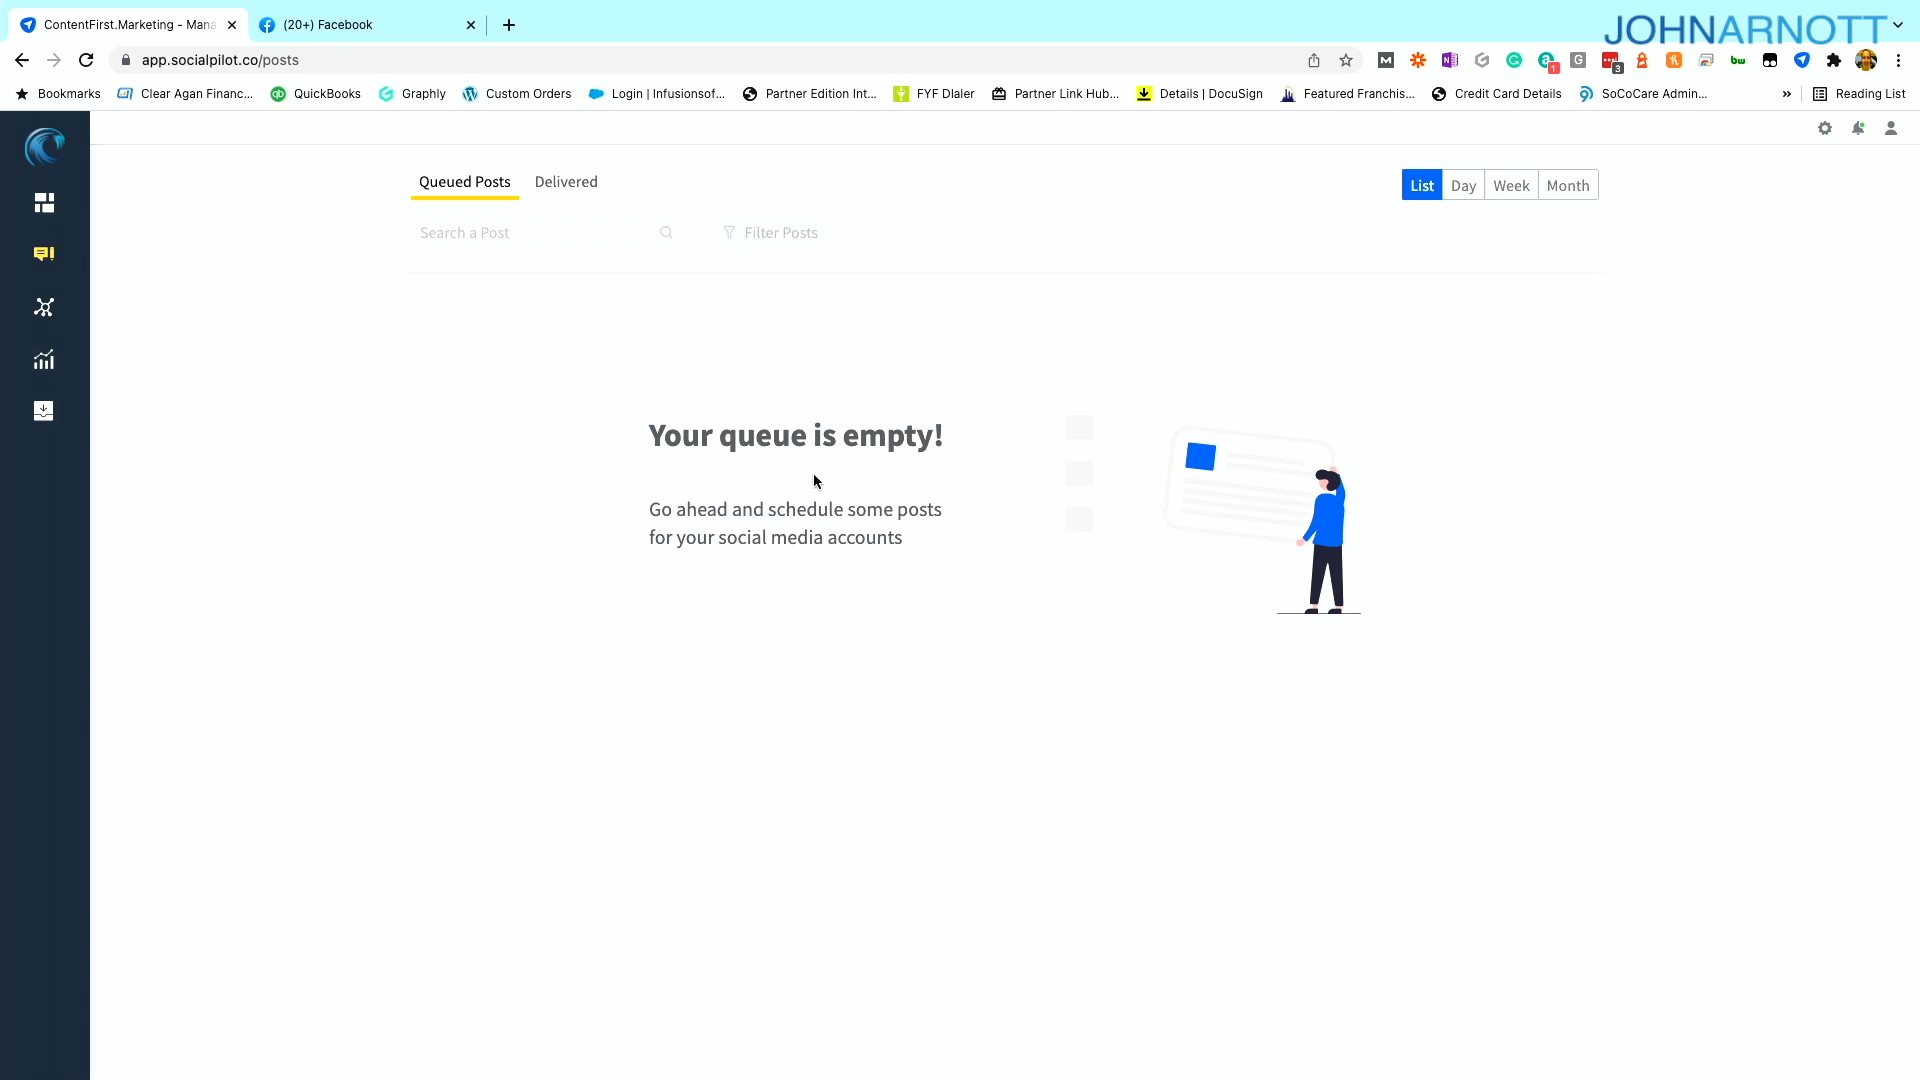 ContentFirst.Marketing - Mana
(20+) Facebook
JOHNARNOTT
app.socialpilot.co/posts
1
3
bw
Bookmarks
Clear Agan Financ...
QuickBooks
Graphly
Custom Orders
Login | Infusionsof...
Partner Edition Int...
FYF DIaler
Partner Link Hub...
Details | DocuSign
Featured Franchis...
Credit Card Details
SoCoCare Admin...
»
Reading List
Queued Posts
Delivered
List
Day
Week
Month
Search a Post
Filter Posts
Your queue is empty!
Go ahead and schedule some posts
for your social media accounts